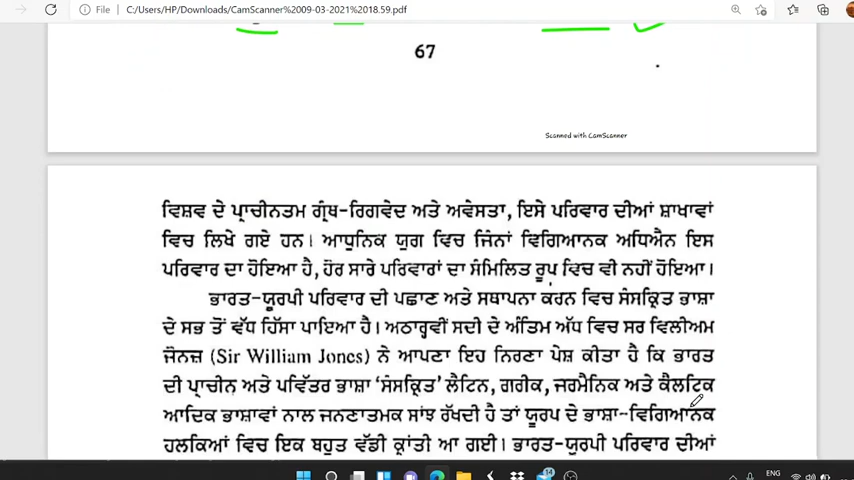 File
C:/Users/HP/Downloads/CamScanner%2009-03-2021%2018.59.pdf
67
Scanned with CamScanner
ਵਿਸ਼ਵ ਦੇ ਪ੍ਰਾਚੀਨਤਮ ਗ੍ਰੰਥ-ਰਿਗਵੇਦ ਅਤੇ ਅਵੇਸਤਾ, ਇਸੇ ਪਰਿਵਾਰ ਦੀਆਂ ਸ਼ਾਖਾਵਾਂ
ਵਿਚ ਲਿਖੇ ਗਏ ਹਨ। ਆਧੁਨਿਕ ਯੁਗ ਵਿਚ ਜਿੰਨਾਂ ਵਿਗਿਆਨਕ ਅਧਿਐਨ ਇਸ
ਪਰਿਵਾਰ ਦਾ ਹੋਇਆ ਹੈ, ਹੋਰ ਸਾਰੇ ਪਰਿਵਾਰਾਂ ਦਾ ਸੰਮਿਲਿਤ ਰੂਪ ਵਿਚ ਵੀ ਨਹੀਂ ਹੋਇਆ।
ਭਾਰਤ-ਯੂਰਪੀ ਪਰਿਵਾਰ ਦੀ ਪਛਾਣ ਅਤੇ ਸਥਾਪਨਾ ਕਰਨ ਵਿਚ ਸੰਸਕ੍ਰਿਤ ਭਾਸ਼ਾ
ਦੇ ਸਭ ਤੋਂ ਵੱਧ ਹਿੱਸਾ ਪਾਇਆ ਹੈ। ਅਠਾਰ੍ਹਵੀਂ ਸਦੀ ਦੇ ਅੰਤਿਮ ਅੱਧ ਵਿਚ ਸਰ ਵਿਲੀਅਮ
ਜੋਨਜ਼ (Sir William Jones) ਨੇ ਆਪਣਾ ਇਹ ਨਿਰਣਾ ਪੇਸ਼ ਕੀਤਾ ਹੈ ਕਿ ਭਾਰਤ
ਦੀ ਪ੍ਰਾਚੀਨ ਅਤੇ ਪਵਿੱਤਰ ਭਾਸ਼ਾ ‘ਸੰਸਕ੍ਰਿਤ’ ਲੈਟਿਨ, ਗਰੀਕ, ਜਰਮੈਨਿਕ ਅਤੇ ਕੈਲਟਿਕ
ਆਦਿਕ ਭਾਸ਼ਾਵਾਂ ਨਾਲ ਜਨਣਾਤਮਕ ਸਾਂਝ ਰੱਖਦੀ ਹੈ ਤਾਂ ਯੂਰਪ ਦੇ ਭਾਸ਼ਾ-ਵਿਗਿਆਨਕ
ਹਲਕਿਆਂ ਵਿਚ ਇਕ ਬਹੁਤ ਵੱਡੀ ਕ੍ਰਾਂਤੀ ਆ ਗਈ। ਭਾਰਤ-ਯੂਰਪੀ ਪਰਿਵਾਰ ਦੀਆਂ
14
ENG